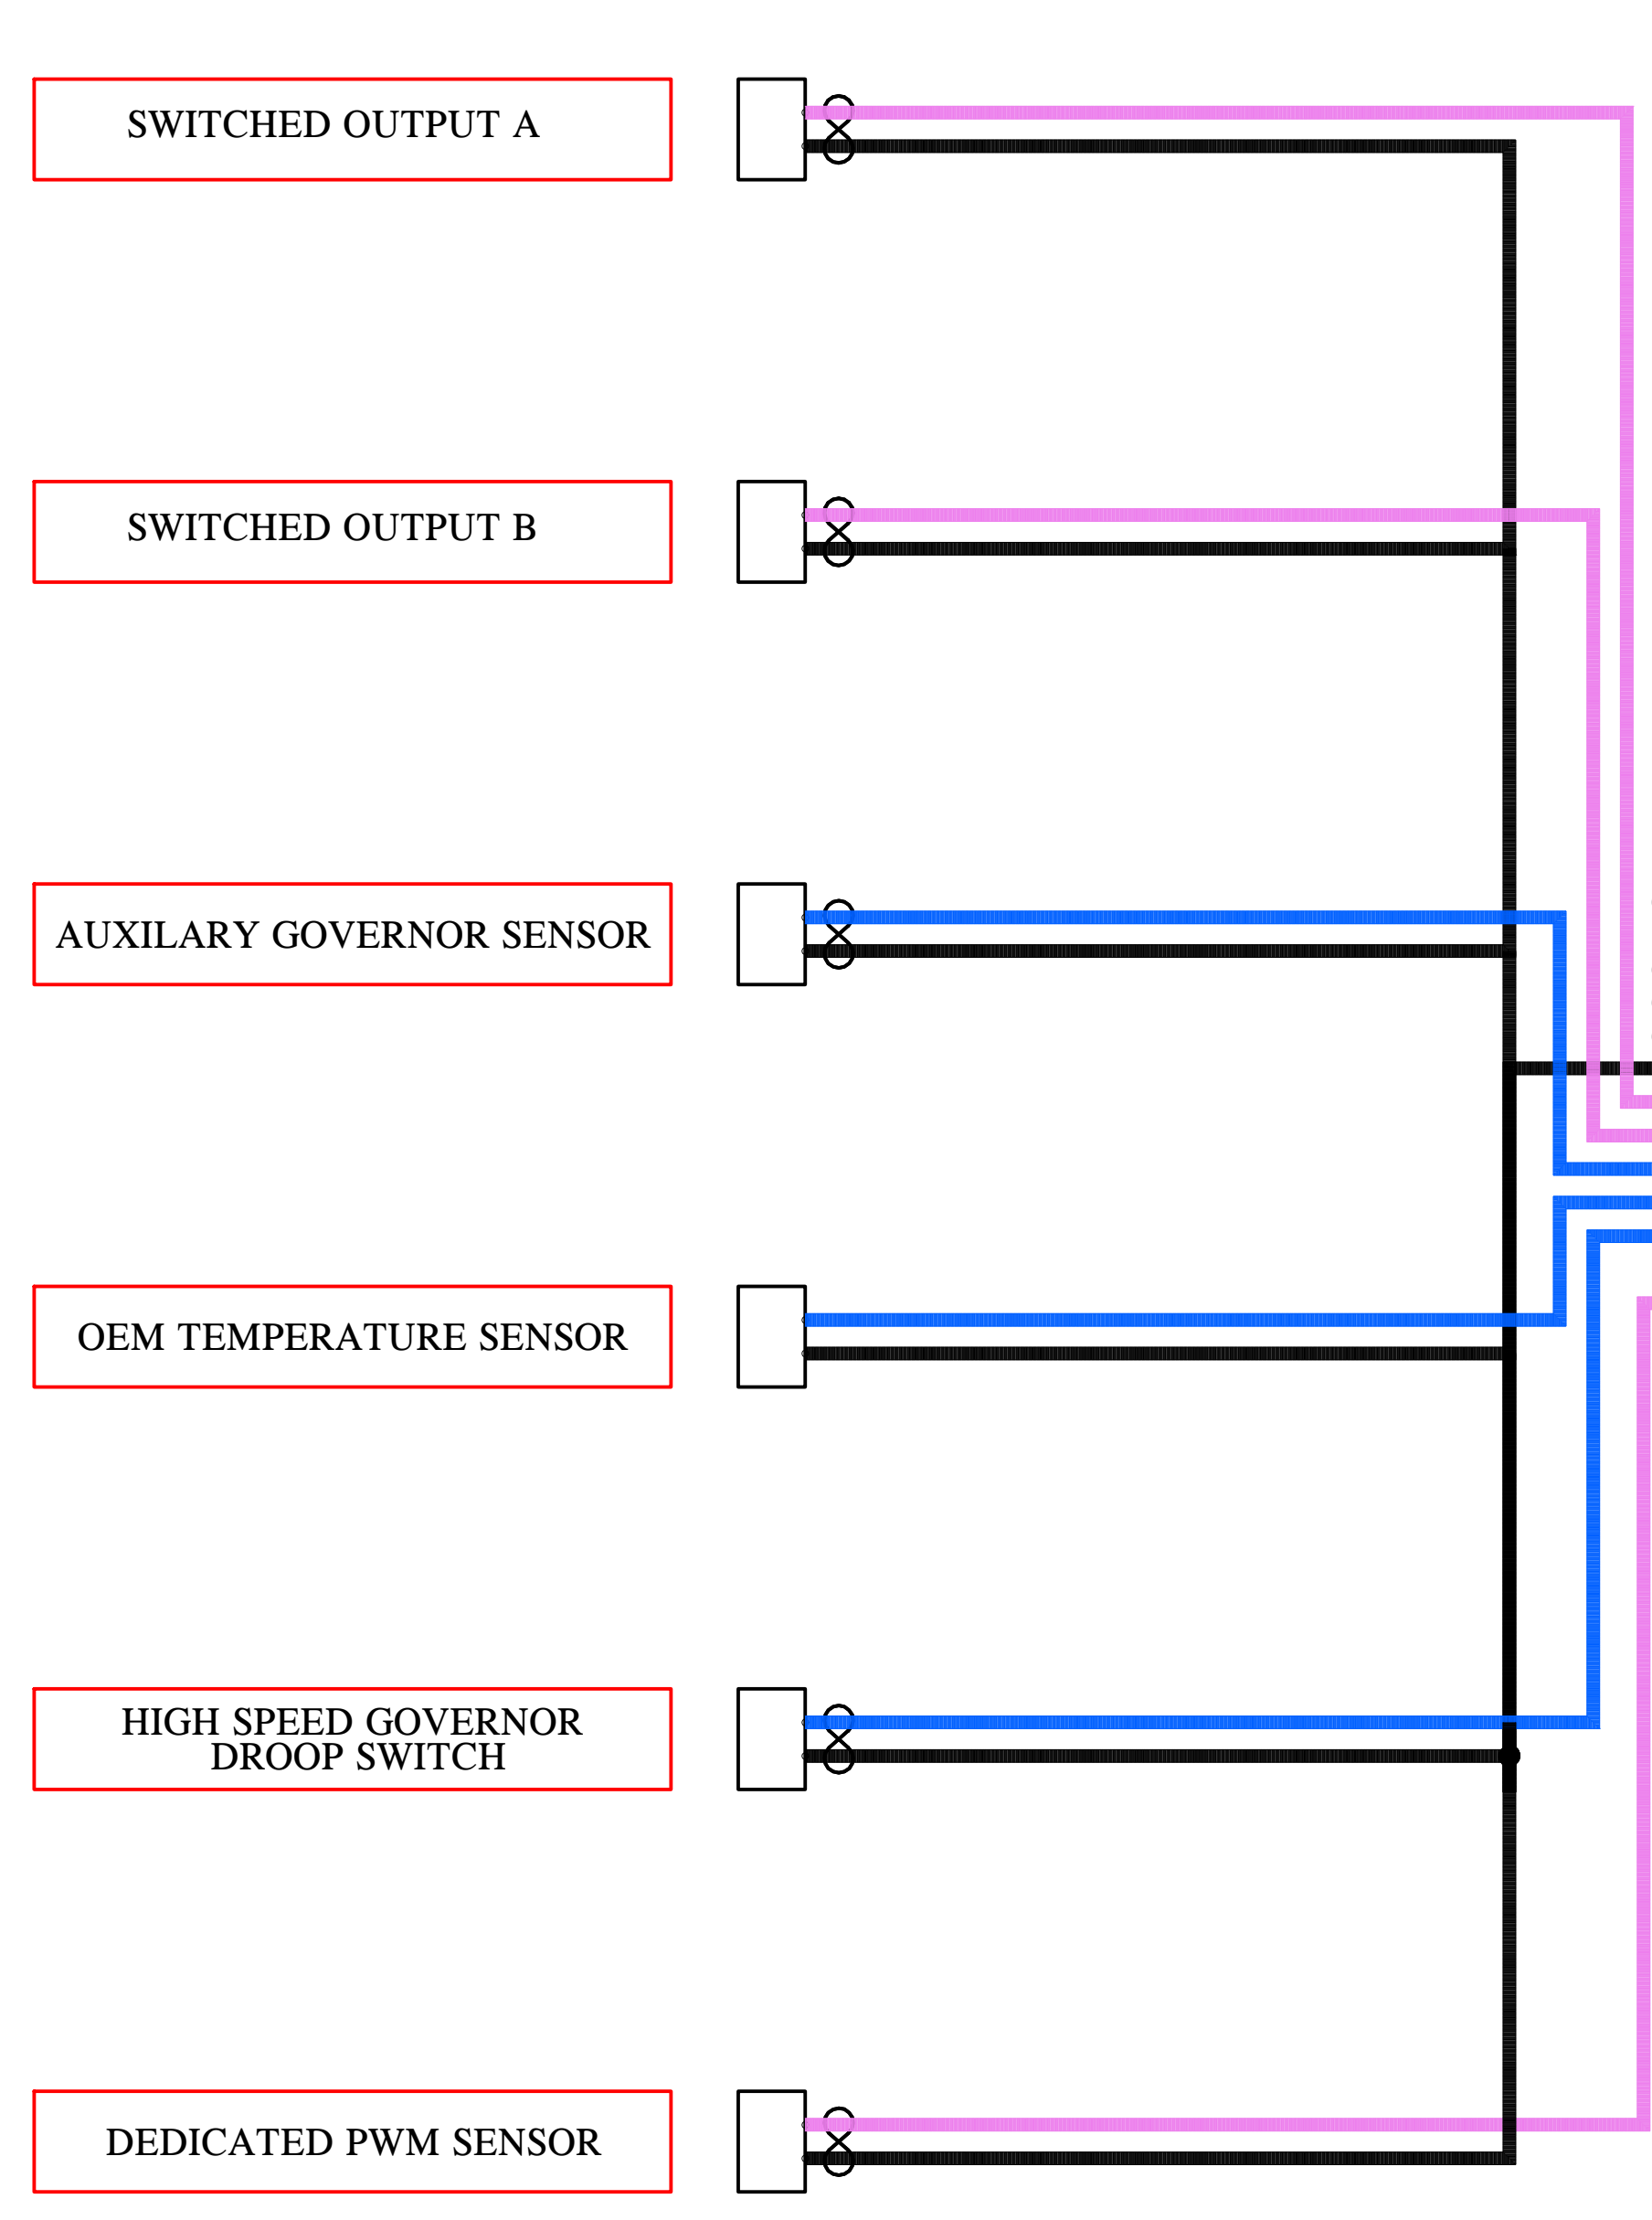 SWITCHED OUTPUT A
SWITCHED OUTPUT B
AUXILARY GOVERNOR SENSOR
OEM TEMPERATURE SENSOR
HIGH SPEED GOVERNOR
DROOP SWITCH
DEDICATED PWM SENSOR